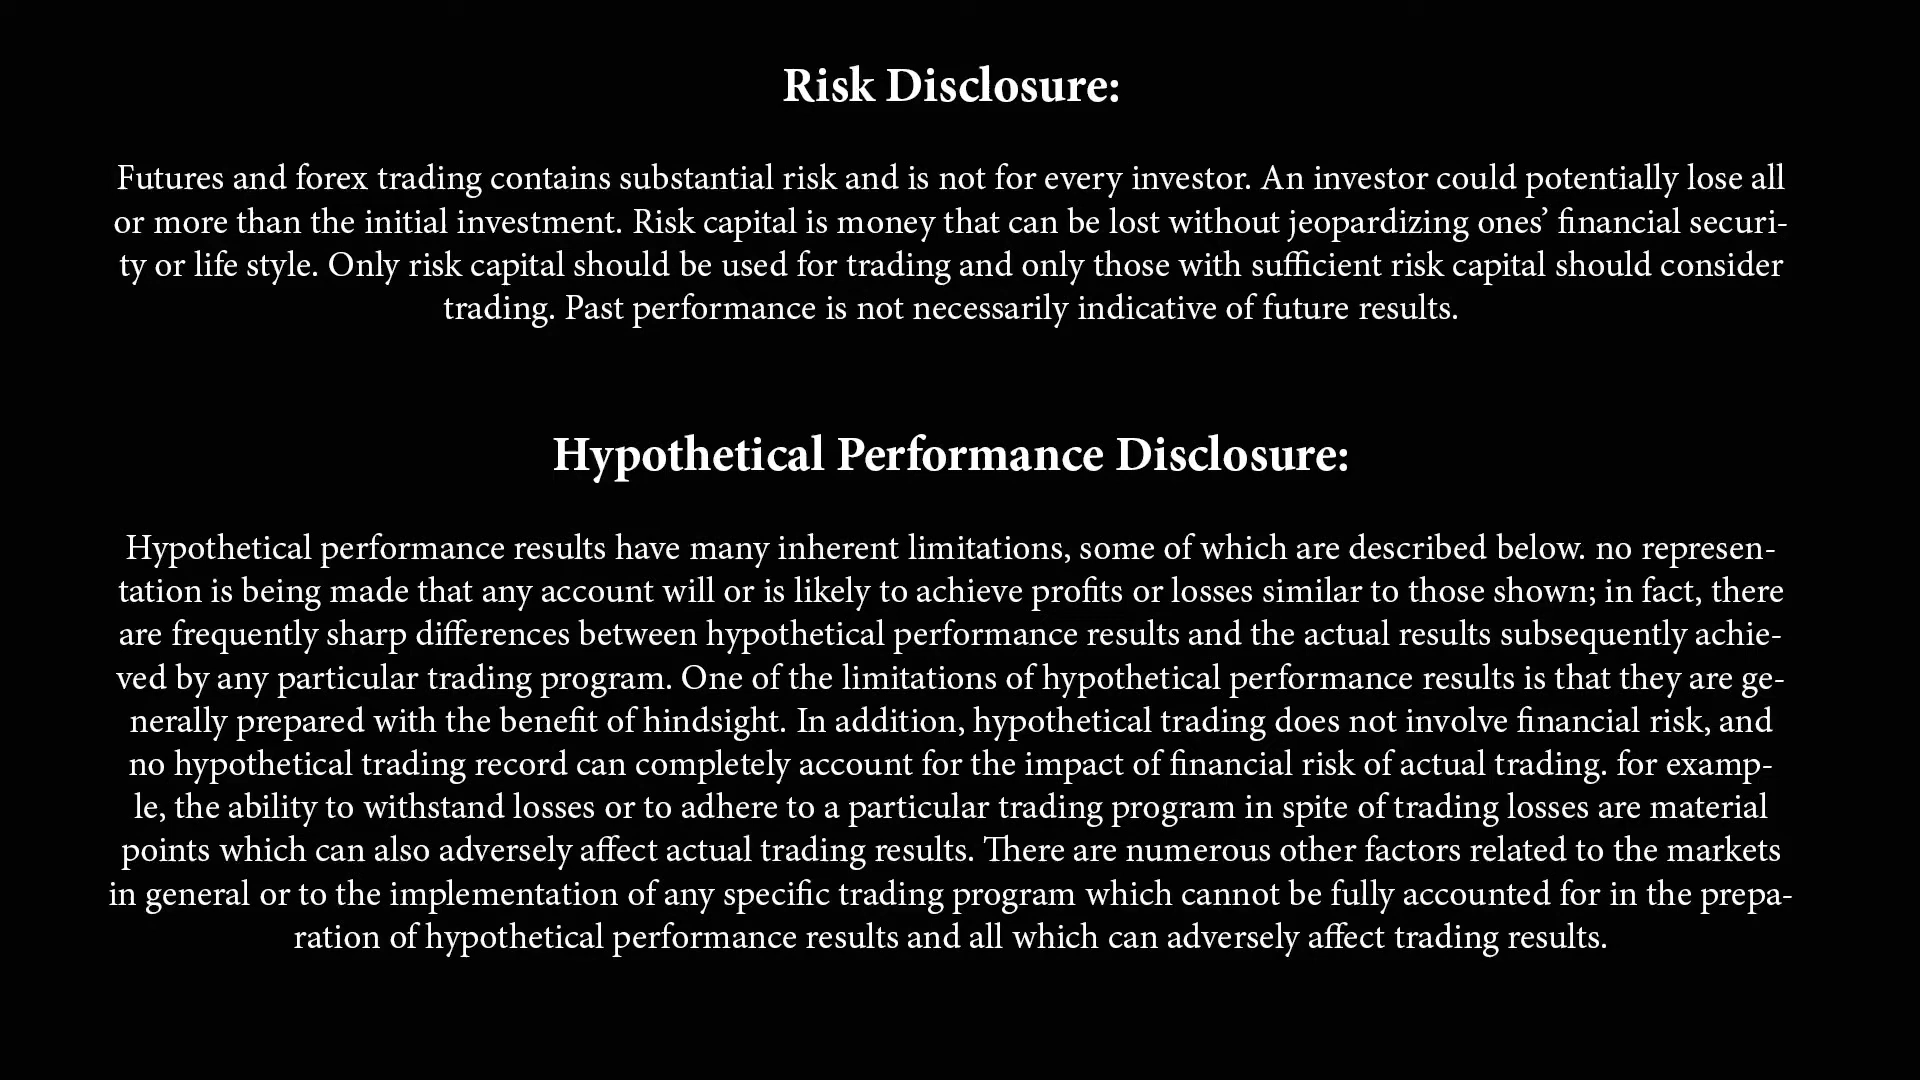 Risk Disclosure:
Futures and forex trading contains substantial risk and is not for every investor. An investor could potentially lose all
or more than the initial investment. Risk capital is money that can be lost without jeopardizing ones’ financial securi-
ty or life style. Only risk capital should be used for trading and only those with sufficient risk capital should consider
trading. Past performance is not necessarily indicative of future results.
Hypothetical Performance Disclosure:
Hypothetical performance results have many inherent limitations, some of which are described below. no represen-
tation is being made that any account will or is likely to achieve profits or losses similar to those shown; in fact, there
are frequently sharp differences between hypothetical performance results and the actual results subsequently achie-
ved by any particular trading program. One of the limitations of hypothetical performance results is that they are ge-
nerally prepared with the benefit of hindsight. In addition, hypothetical trading does not involve financial risk, and
no hypothetical trading record can completely account for the impact of financial risk of actual trading. for examp-
le, the ability to withstand losses or to adhere to a particular trading program in spite of trading losses are material
points which can also adversely affect actual trading results. There are numerous other factors related to the markets
in general or to the implementation of any specific trading program which cannot be fully accounted for in the prepa-
ration of hypothetical performance results and all which can adversely affect trading results.